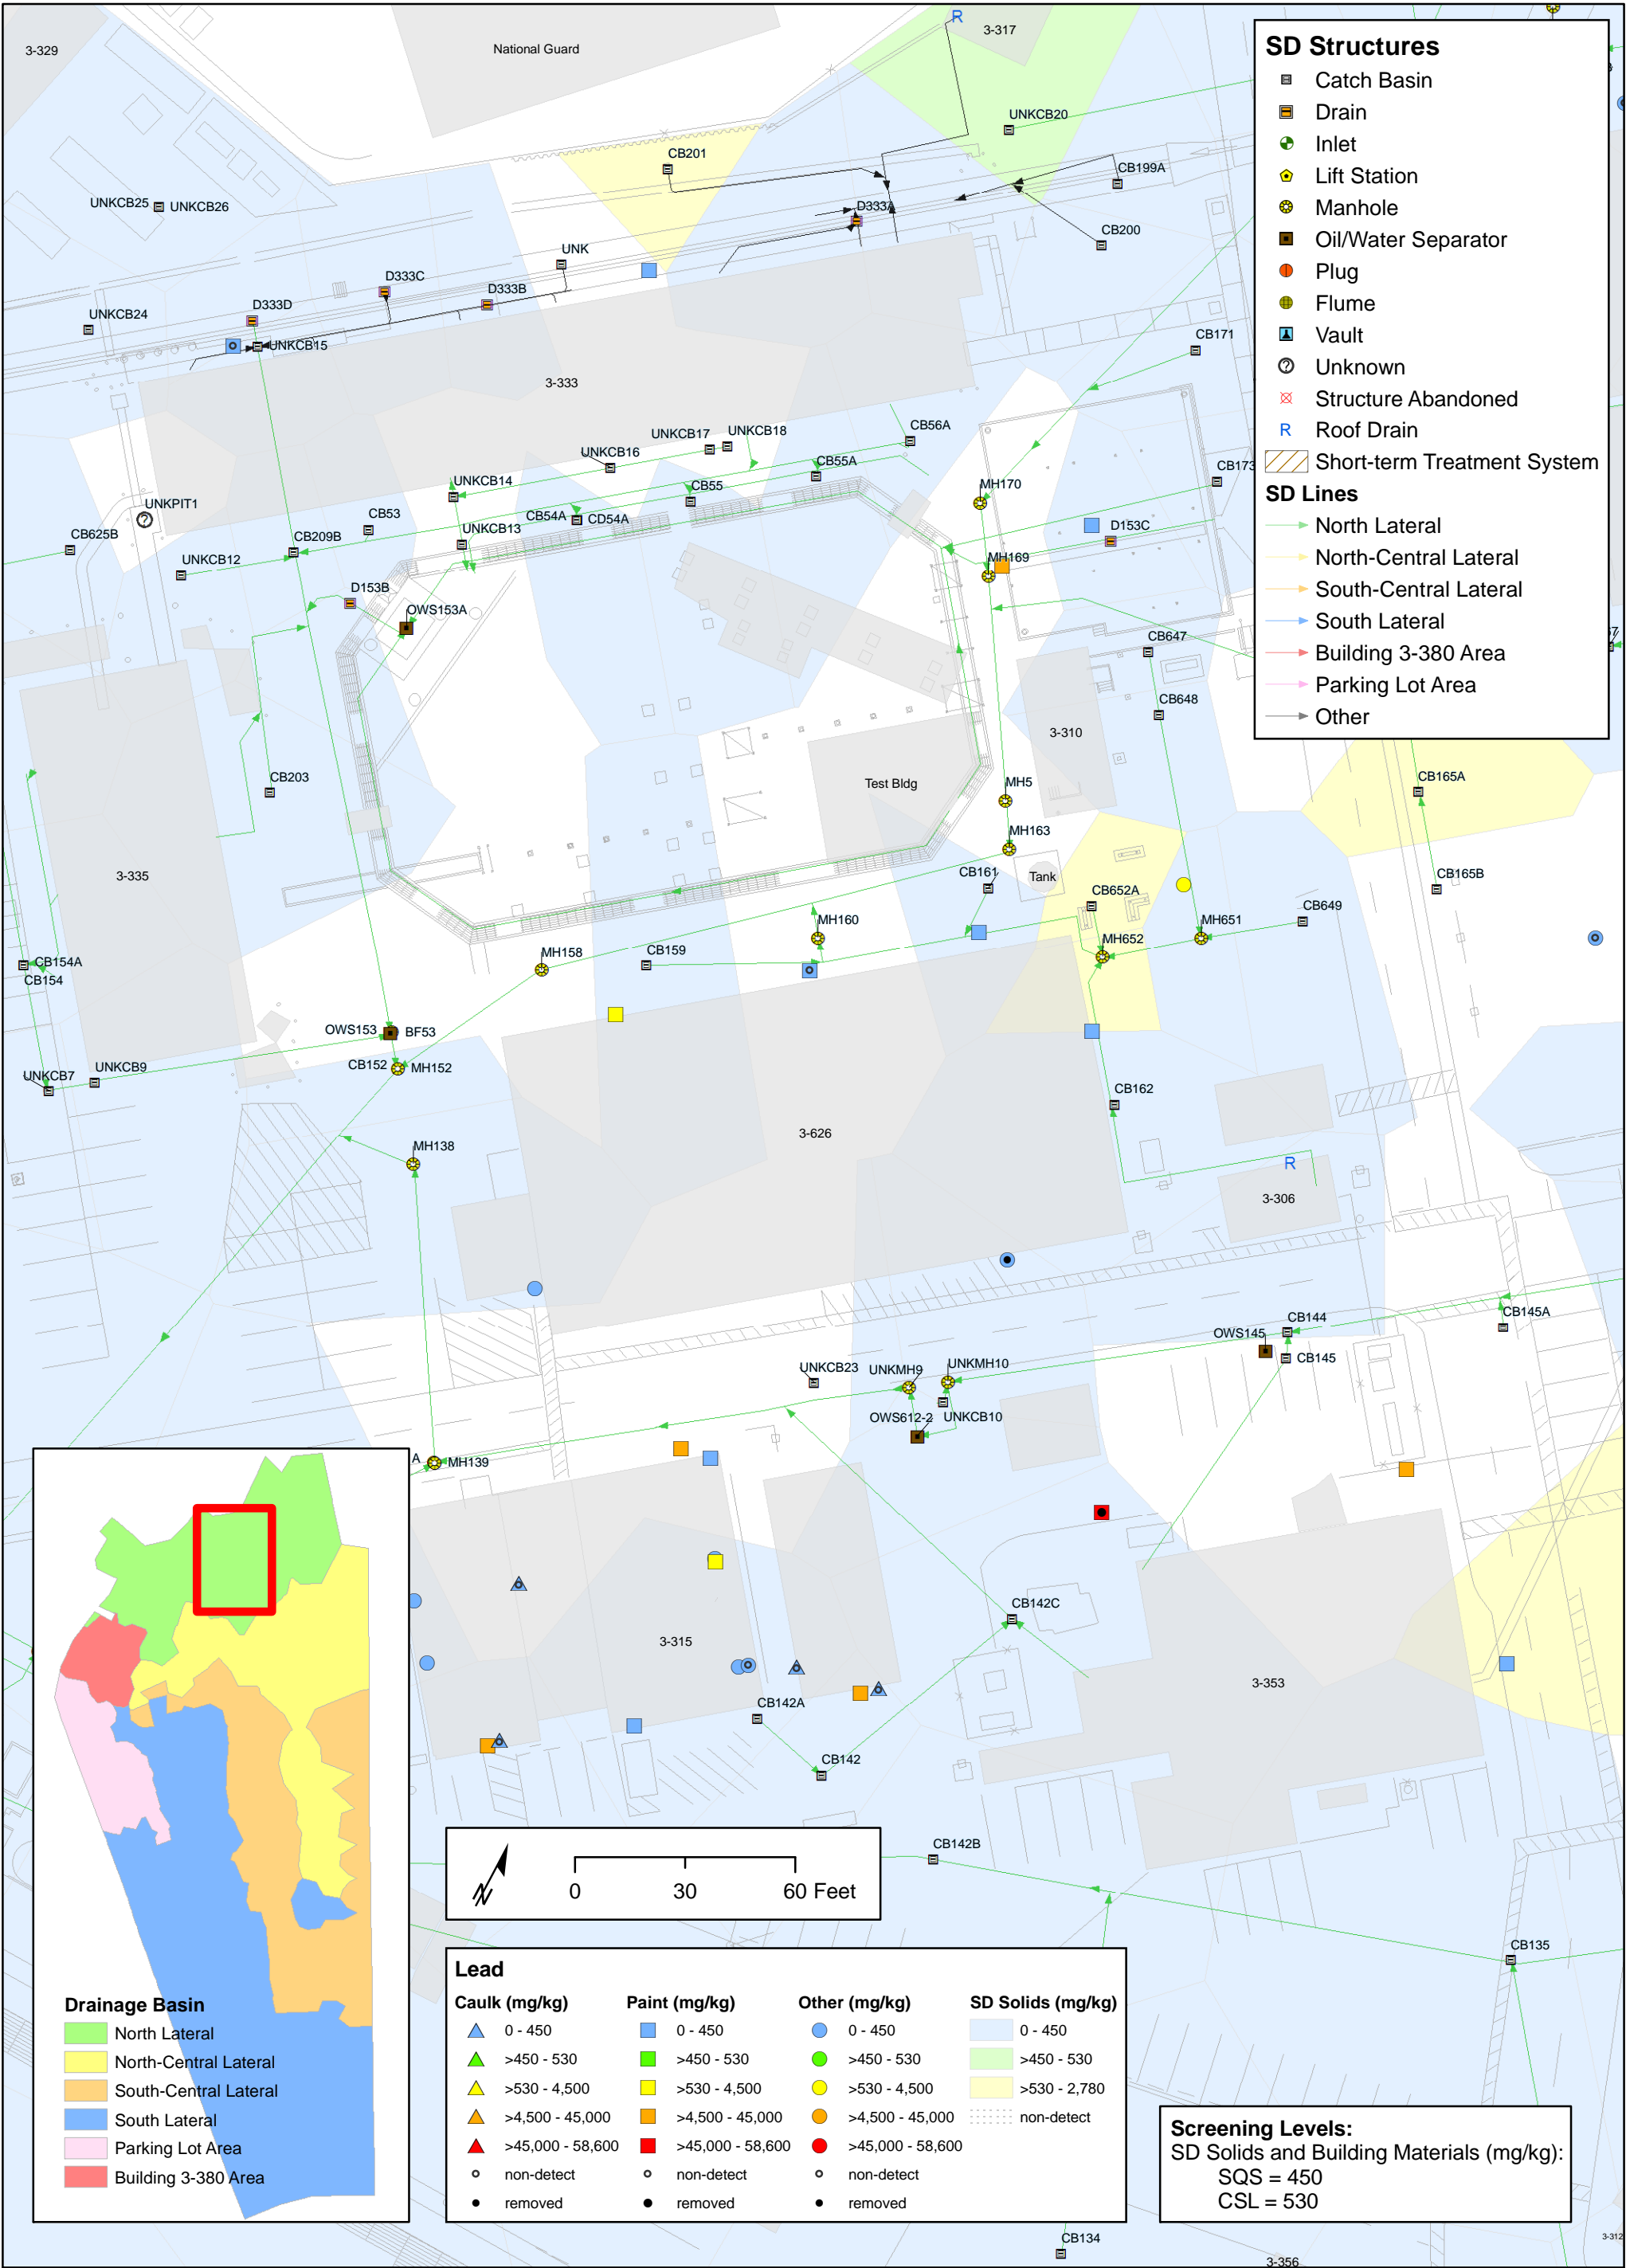 3-329
National Guard
R
3-317
UNKCB20
CB201
CB199A
UNKCB25
UNKCB26
D333A
CB200
UNK
D333C
D333B
D333D
UNKCB24
UNKCB15
CB171
3-333
CB56A
UNKCB17
UNKCB18
UNKCB16
CB55A
CB173
UNKCB14
CB55
MH170
UNKPIT1
CB53
CB54A
CD54A
D153C
CB625B
CB209B
UNKCB13
MH169
UNKCB12
D153B
OWS153A
CB647
CB648
3-310
CB203
Test Bldg
MH5
CB165A
MH163
3-335
CB161
Tank
CB652A
CB165B
MH160
CB649
MH651
MH652
CB154A
CB154
MH158
CB159
OWS153
BF53
CB152
MH152
UNKCB7
UNKCB9
CB162
3-626
MH138
R
3-306
CB144
CB145A
OWS145
CB145
UNKCB23
UNKMH9
UNKMH10
OWS612-2
UNKCB10
A
MH139
CB142C
3-315
3-353
CB142A
CB142
CB142B
CB135
CB134
3-356
3-312
SD Structures
Catch Basin
Drain
Inlet
Lift Station
Manhole
Oil/Water Separator
Plug
Flume
Vault
Unknown
Structure Abandoned
R Roof Drain
Short-term Treatment System
SD Lines
North Lateral
North-Central Lateral
South-Central Lateral
South Lateral
Building 3-380 Area
Parking Lot Area
Other
Drainage Basin
North Lateral
North-Central Lateral
South-Central Lateral
South Lateral
Parking Lot Area
Building 3-380 Area
N
0 30 60 Feet
Lead
Caulk (mg/kg) Paint (mg/kg) Other (mg/kg) SD Solids (mg/kg)
0 - 450 0 - 450 0 - 450 0 - 450
>450 - 530 >450 - 530 >450 - 530 >450 - 530
>530 - 4,500 >530 - 4,500 >530 - 4,500 >530 - 2,780
>4,500 - 45,000 >4,500 - 45,000 >4,500 - 45,000 non-detect
>45,000 - 58,600 >45,000 - 58,600 >45,000 - 58,600
non-detect non-detect non-detect
removed removed removed
Screening Levels:
SD Solids and Building Materials (mg/kg):
SQS = 450
CSL = 530